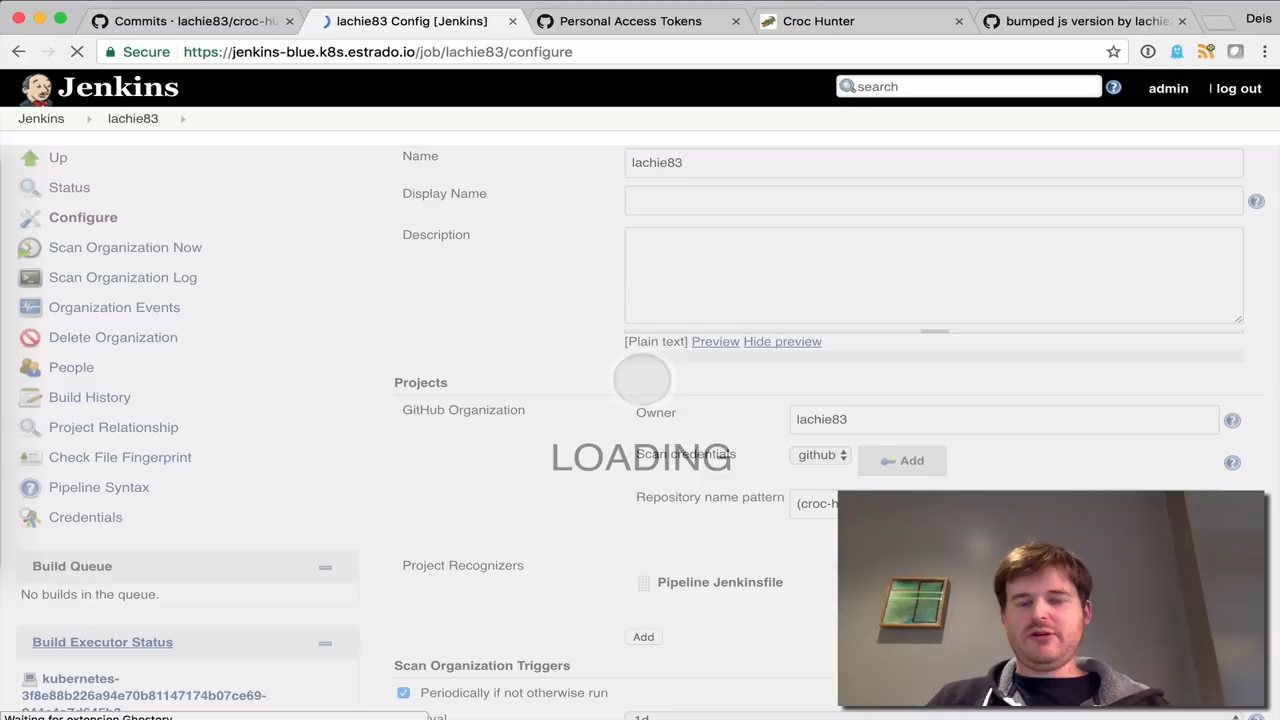 Commits · lachie83/croc-hu
lachie83 Config [Jenkins]
Personal Access Tokens
Croc Hunter
bumped js version by lachie
Deis
Secure
https://jenkins-blue.k8s.estrado.io/job/lachie83/configure
Jenkins
search
admin
| log out
Jenkins
lachie83
Up
Status
Configure
Scan Organization Now
Scan Organization Log
Organization Events
Delete Organization
People
Build History
Project Relationship
Check File Fingerprint
Pipeline Syntax
Credentials
Build Queue
No builds in the queue.
Build Executor Status
kubernetes-
3f8e88b226a94e70b81147174b07ce69-
Name
lachie83
Display Name
Description
[Plain text] Preview Hide preview
Projects
GitHub Organization
Owner
lachie83
LOADING
Scan credentials
github
Add
Repository name pattern
(croc-h
Project Recognizers
Pipeline Jenkinsfile
Add
Scan Organization Triggers
Periodically if not otherwise run
1d
Waiting for extension Ghostery